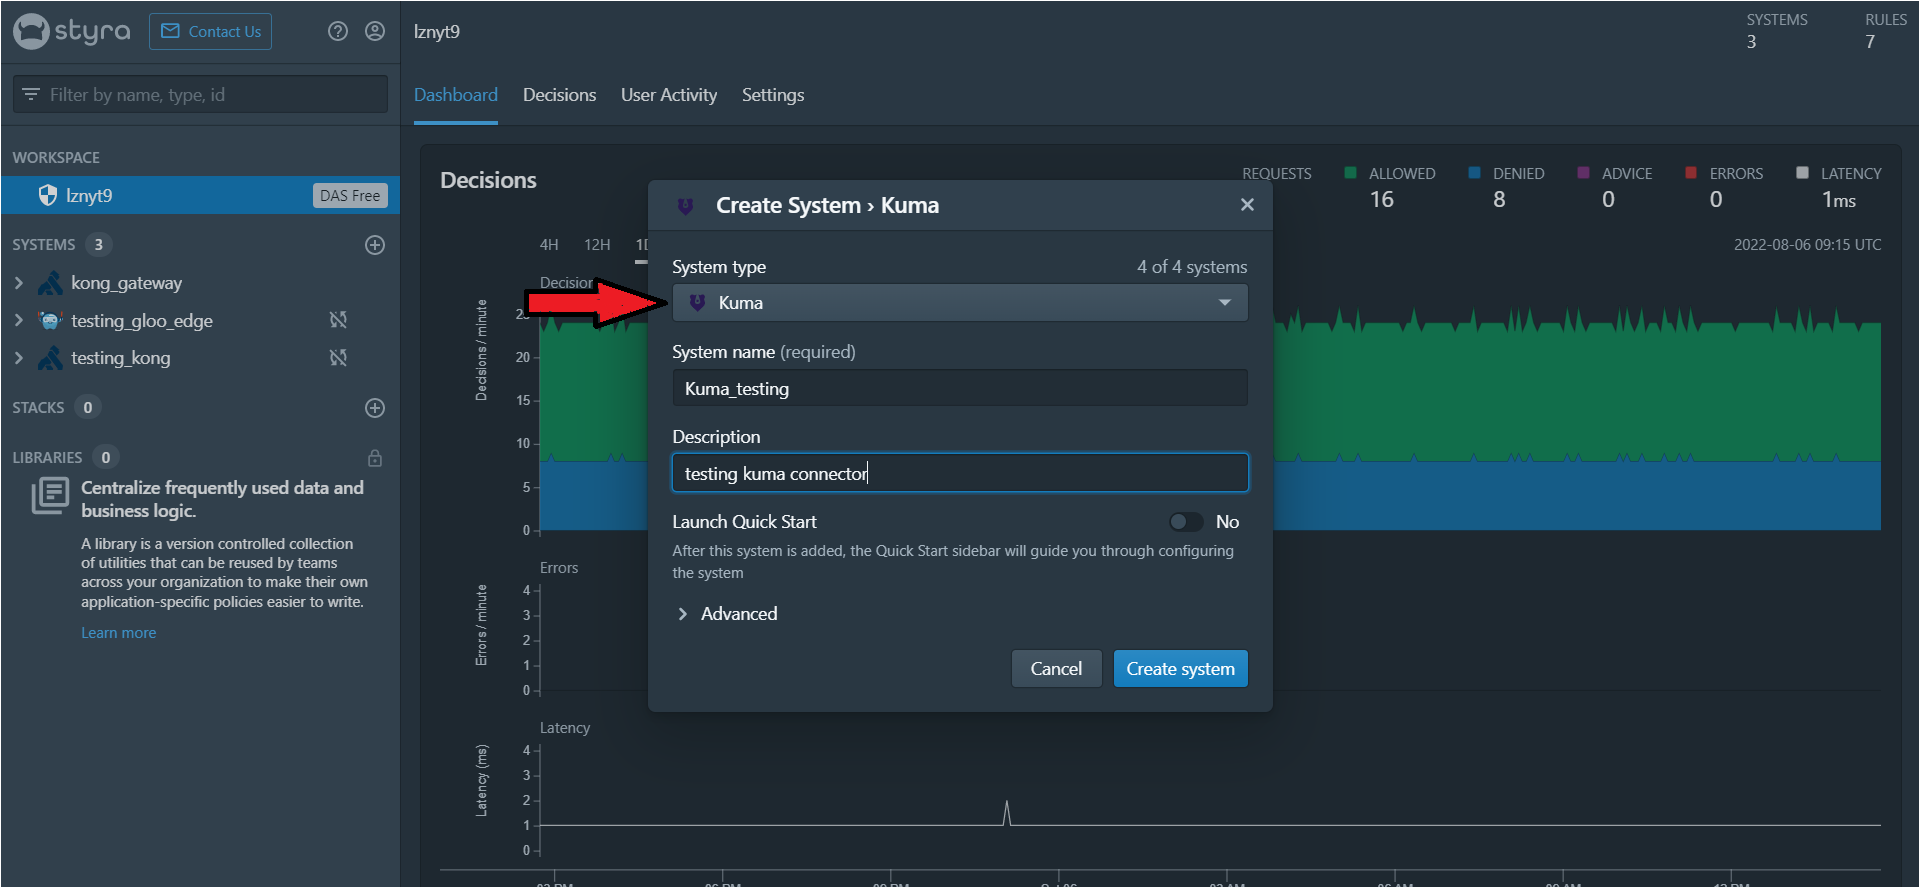 styra
Contact Us
Filter by name, type, id
WORKSPACE
lznyt9
DAS Free
SYSTEMS 3
kong_gateway
testing_gloo_edge
testing_kong
STACKS 0
LIBRARIES 0
Centralize frequently used data and
business logic.
A library is a version controlled collection
of utilities that can be reused by teams
across your organization to make their own
application-specific policies easier to write.
Learn more
lznyt9
SYSTEMS
3
RULES
7
Dashboard
Decisions
User Activity
Settings
Decisions
REQUESTS
ALLOWED
16
DENIED
8
ADVICE
0
ERRORS
0
LATENCY
1ms
4H
12H
2022-08-06 09:15 UTC
Decisions / minute
20
15
10
5
0
Errors
Errors / minute
4
3
2
1
0
Latency
Latency (ms)
4
3
2
1
0
Create System › Kuma
System type
4 of 4 systems
Kuma
System name (required)
Kuma_testing
Description
testing kuma connector
Launch Quick Start
No
After this system is added, the Quick Start sidebar will guide you through configuring
the system
Advanced
Cancel
Create system